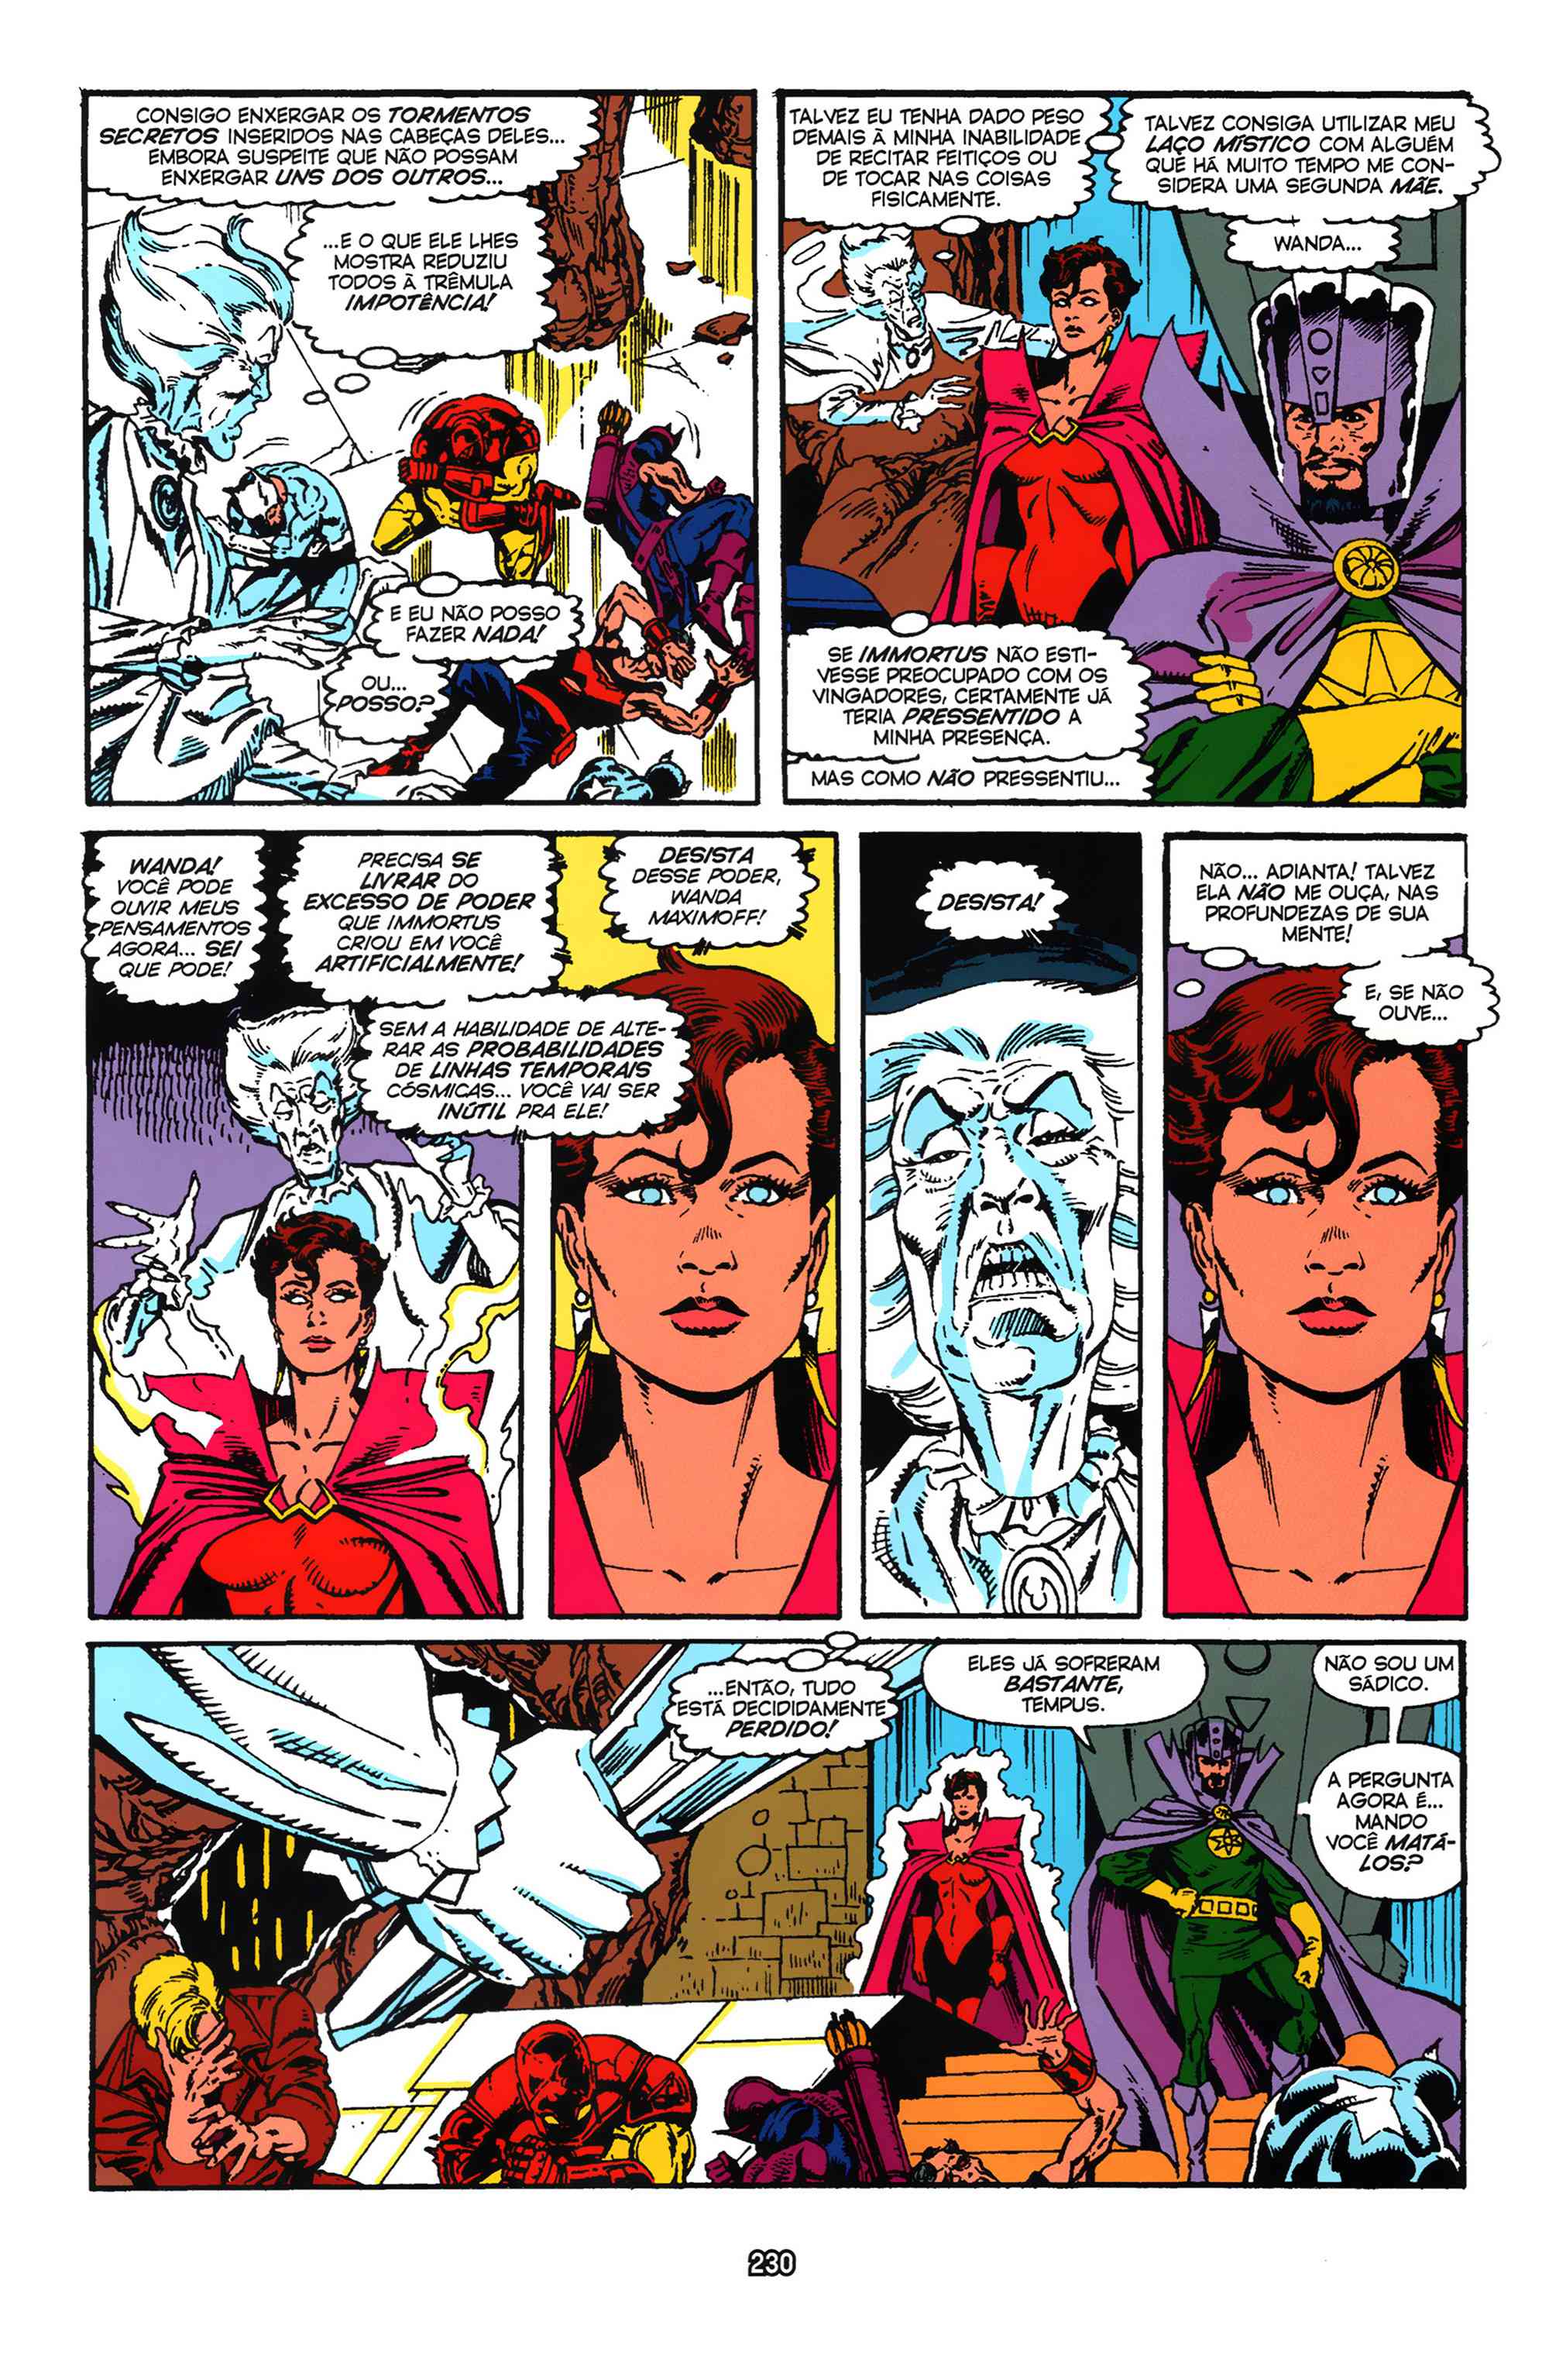 CONSIGO ENXERGAR OS TORMENTOS
SECRETOS INSERIDOS NAS CABEÇAS DELES...
EMBORA SUSPEITE QUE NÃO POSSAM
ENXERGAR UNS DOS OUTROS...
...E O QUE ELE LHES
MOSTRA REDUZIU
TODOS À TRÊMULA
IMPOTÊNCIA!
E EU NÃO POSSO
FAZER NADA!
OU...
POSSO?
TALVEZ EU TENHA DADO PESO
DEMAIS À MINHA INABILIDADE
DE RECITAR FEITIÇOS OU
DE TOCAR NAS COISAS
FISICAMENTE.
TALVEZ CONSIGA UTILIZAR MEU
LAÇO MÍSTICO COM ALGUÉM
QUE HÁ MUITO TEMPO ME CON-
SIDERA UMA SEGUNDA MÃE.
WANDA...
SE IMMORTUS NÃO ESTI-
VESSE PREOCUPADO COM OS
VINGADORES, CERTAMENTE JÁ
TERIA PRESSENTIDO A
MINHA PRESENÇA.
MAS COMO NÃO PRESSENTIU...
WANDA!
VOCÊ PODE
OUVIR MEUS
PENSAMENTOS
AGORA... SEI
QUE PODE!
PRECISA SE
LIVRAR DO
EXCESSO DE PODER
QUE IMMORTUS
CRIOU EM VOCÊ
ARTIFICIALMENTE!
SEM A HABILIDADE DE ALTE-
RAR AS PROBABILIDADES
DE LINHAS TEMPORAIS
CÓSMICAS... VOCÊ VAI SER
INÚTIL PRA ELE!
DESISTA
DESSE PODER,
WANDA
MAXIMOFF!
DESISTA!
NÃO... ADIANTA! TALVEZ
ELA NÃO ME OUÇA, NAS
PROFUNDEZAS DE SUA
MENTE!
E, SE NÃO
OUVE...
...ENTÃO, TUDO
ESTÁ DECIDIDAMENTE
PERDIDO!
ELES JÁ SOFRERAM
BASTANTE,
TEMPUS.
NÃO SOU UM
SÁDICO.
A PERGUNTA
AGORA É...
MANDO
VOCÊ MATÁ-
LOS?
230